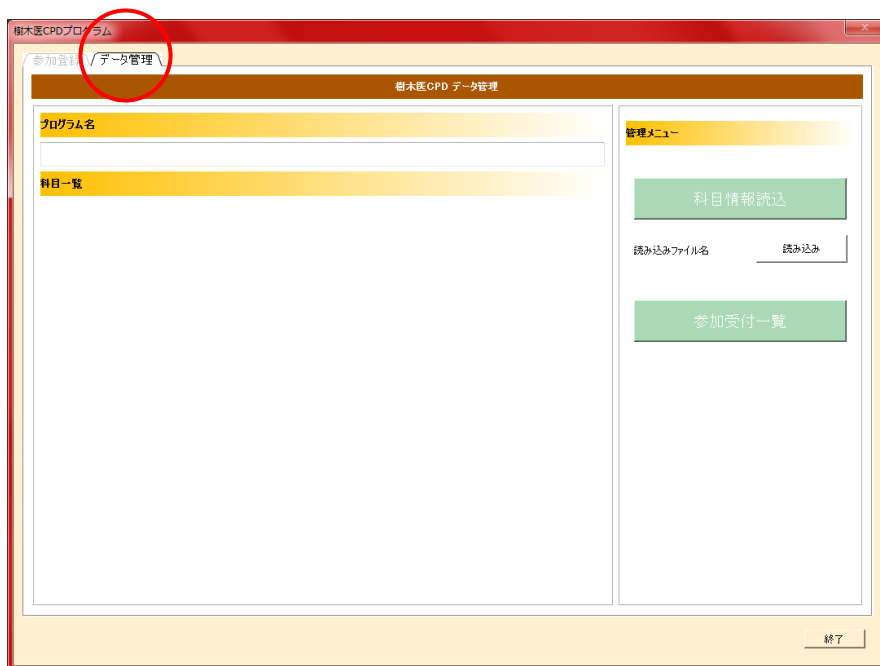 樹木医CPDプログラム
参加登録
データ管理
樹木医CPD データ管理
プログラム名
科目一覧
管理メニュー
科目情報読込
読み込みファイル名
読み込み
参加受付一覧
終了